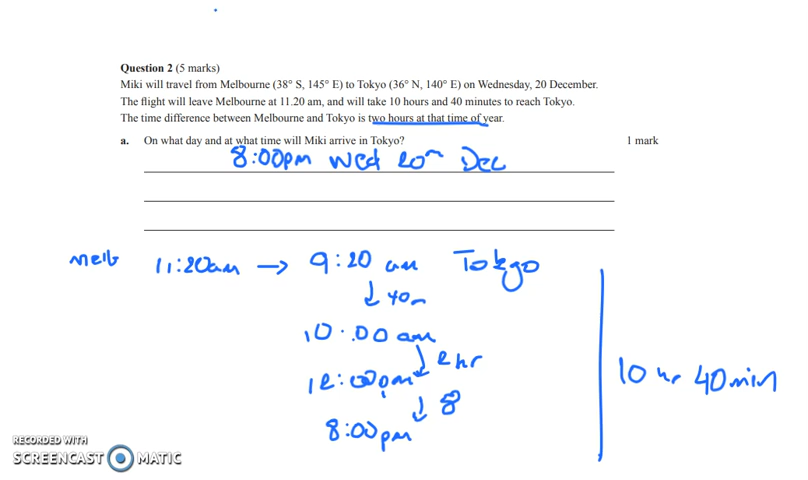 Question 2 (5 marks)
Miki will travel from Melbourne (38° S, 145° E) to Tokyo (36° N, 140° E) on Wednesday, 20 December.
The flight will leave Melbourne at 11.20 am, and will take 10 hours and 40 minutes to reach Tokyo.
The time difference between Melbourne and Tokyo is two hours at that time of year.
a. On what day and at what time will Miki arrive in Tokyo? 1 mark
8:00pm Wed 20th Dec
Melb 11:20am → 9:20 am Tokyo
↓ 40m
10:00 am
↓ 2hr
12:00pm
10 hr 40 min
↓ 8
8:00pm
RECORDED WITH
SCREENCAST MATIC